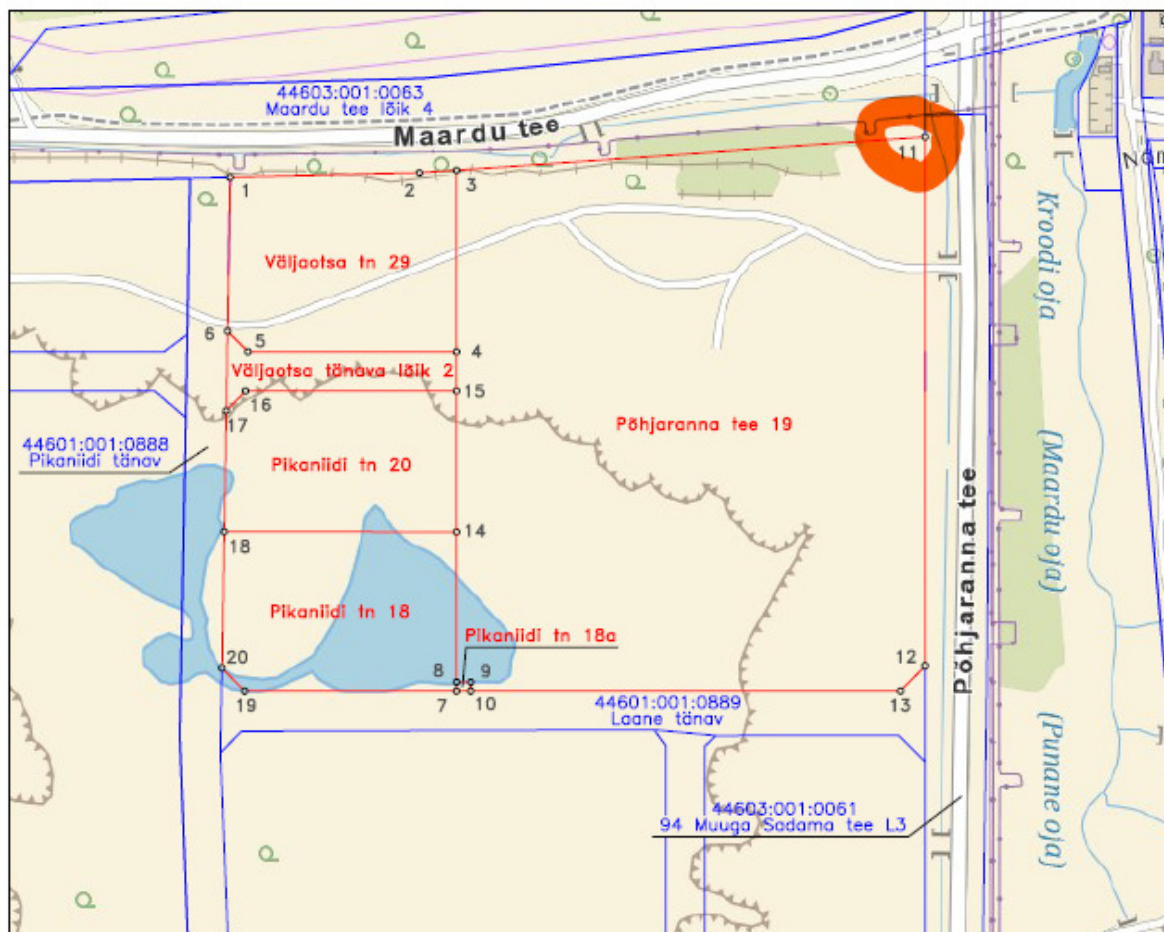 44603:001:0063
Maardu tee lõik 4
Maardu tee
11
1
2
3
Väljaotsa tn 29
6
5
4
Väljaotsa tänava lõik 2
16
15
17
Põhjaranna tee 19
44601:001:0888
Pikaniidi tänav
Pikaniidi tn 20
18
14
Pikaniidi tn 18
Pikaniidi tn 18a
20
8
9
12
19
7
10
13
44601:001:0889
Laane tänav
44603:001:0061
94 Muuga Sadama tee L3
Põhjaranna tee
Kroodi oja
(Maardu oja)
(Punane oja)